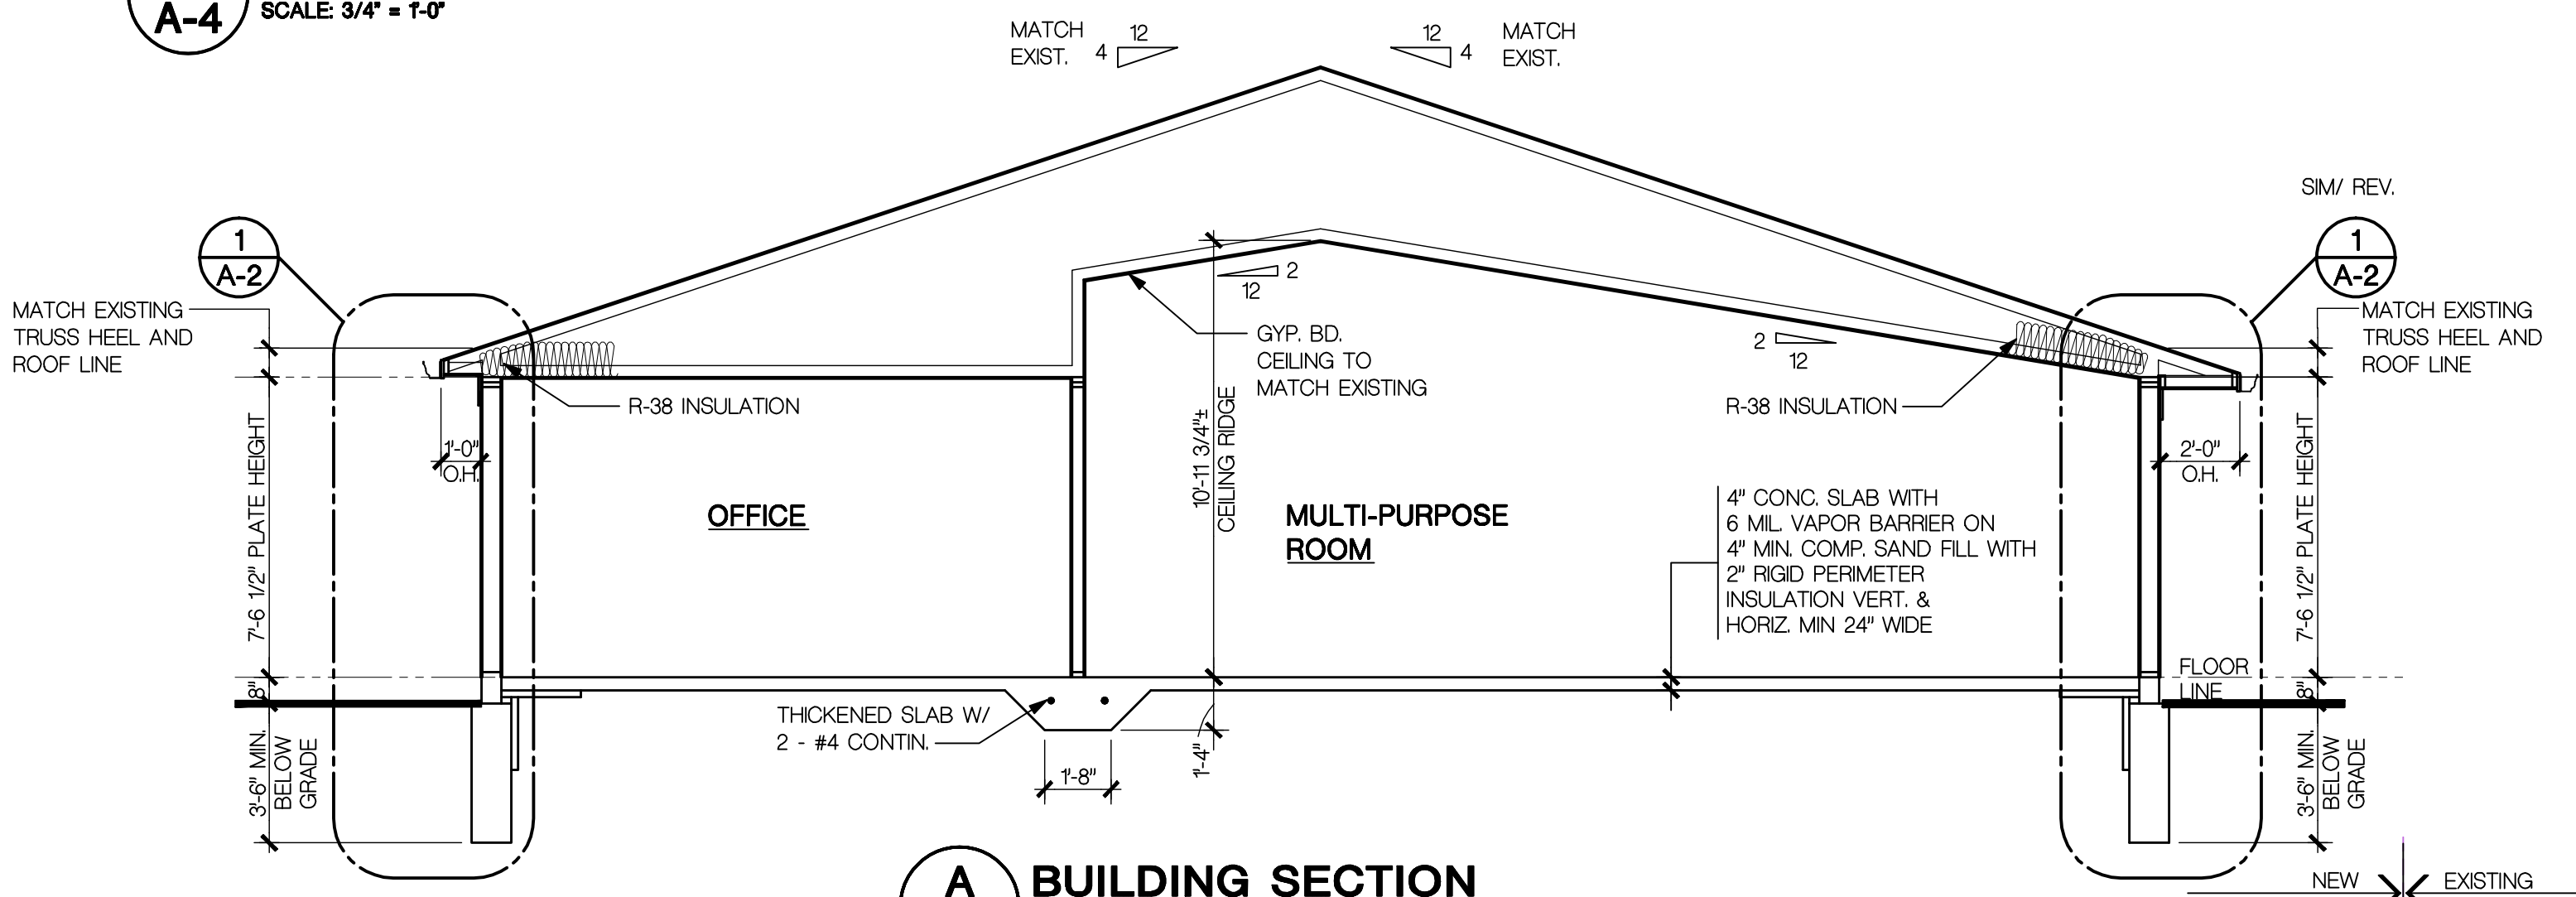 A-4
SCALE: 3/4" = 1'-0"
MATCH
EXIST.
12
4
12
4
MATCH
EXIST.
SIM/ REV.
1
A-2
1
A-2
MATCH EXISTING
TRUSS HEEL AND
ROOF LINE
MATCH EXISTING
TRUSS HEEL AND
ROOF LINE
2
12
GYP. BD.
CEILING TO
MATCH EXISTING
2
12
R-38 INSULATION
R-38 INSULATION
1'-0"
O.H.
2'-0"
O.H.
7'-6 1/2" PLATE HEIGHT
10'-11 3/4"±
CEILING RIDGE
7'-6 1/2" PLATE HEIGHT
OFFICE
MULTI-PURPOSE
ROOM
4" CONC. SLAB WITH
6 MIL. VAPOR BARRIER ON
4" MIN. COMP. SAND FILL WITH
2" RIGID PERIMETER
INSULATION VERT. &
HORIZ. MIN 24" WIDE
FLOOR
LINE
8"
8"
THICKENED SLAB W/
2 - #4 CONTIN.
1'-8"
1'-4"
3'-6" MIN.
BELOW
GRADE
3'-6" MIN.
BELOW
GRADE
A
BUILDING SECTION
NEW
EXISTING